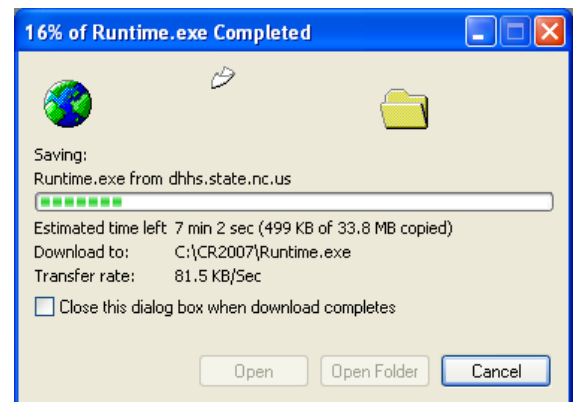 16% of Runtime.exe Completed
Saving:
Runtime.exe from dhhs.state.nc.us
Estimated time left 7 min 2 sec (499 KB of 33.8 MB copied)
Download to: C:\CR2007\Runtime.exe
Transfer rate: 81.5 KB/Sec
Close this dialog box when download completes
Open Open Folder Cancel